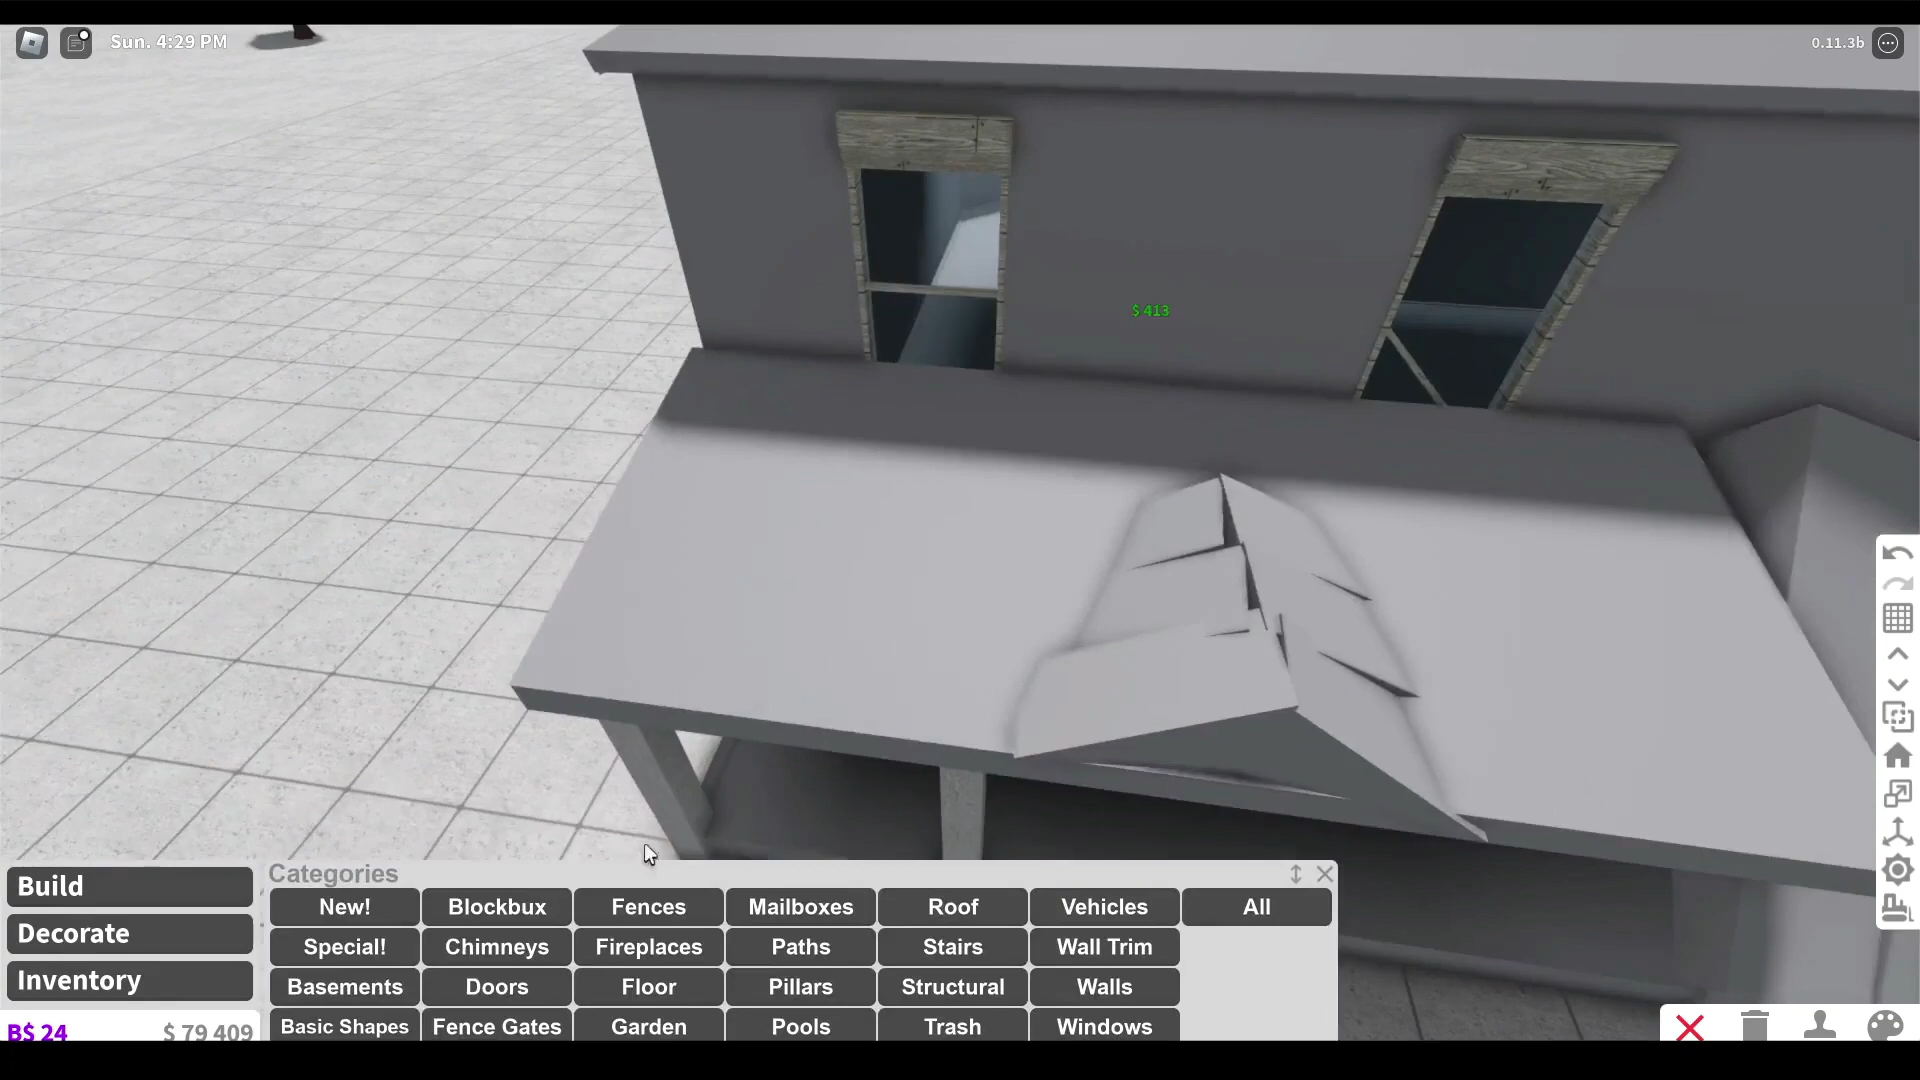 Sun. 4:29 PM
0.11.3b
$ 413
Build
Decorate
Inventory
B$ 24
$ 79 409
Categories
New! Blockbux Fences Mailboxes Roof Vehicles All
Special! Chimneys Fireplaces Paths Stairs Wall Trim
Basements Doors Floor Pillars Structural Walls
Basic Shapes Fence Gates Garden Pools Trash Windows